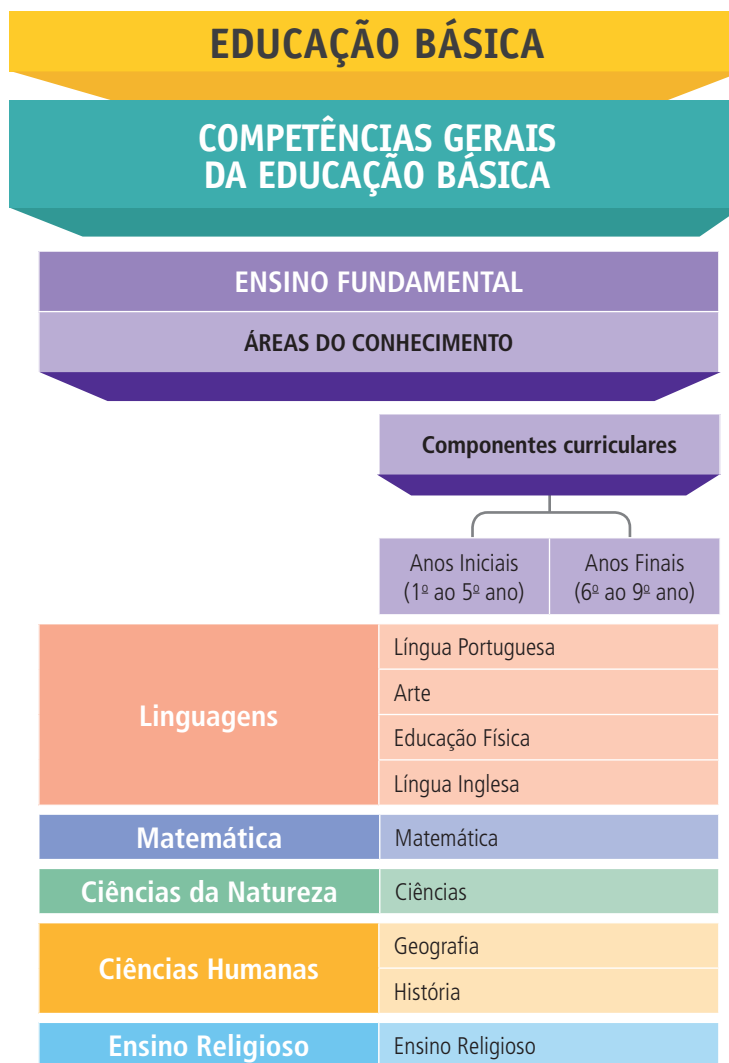 EDUCAÇÃO BÁSICA
COMPETÊNCIAS GERAIS
DA EDUCAÇÃO BÁSICA
ENSINO FUNDAMENTAL
ÁREAS DO CONHECIMENTO
Componentes curriculares
Anos Iniciais
(1º ao 5º ano)
Anos Finais
(6º ao 9º ano)
Linguagens
Língua Portuguesa
Arte
Educação Física
Língua Inglesa
Matemática
Matemática
Ciências da Natureza
Ciências
Ciências Humanas
Geografia
História
Ensino Religioso
Ensino Religioso